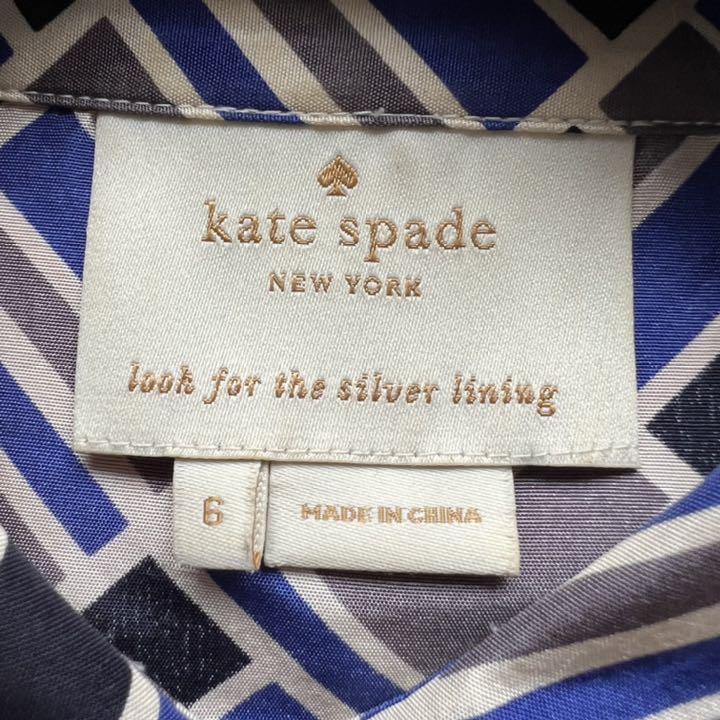 kate spade
NEW YORK
look for the silver lining
6
MADE IN CHINA